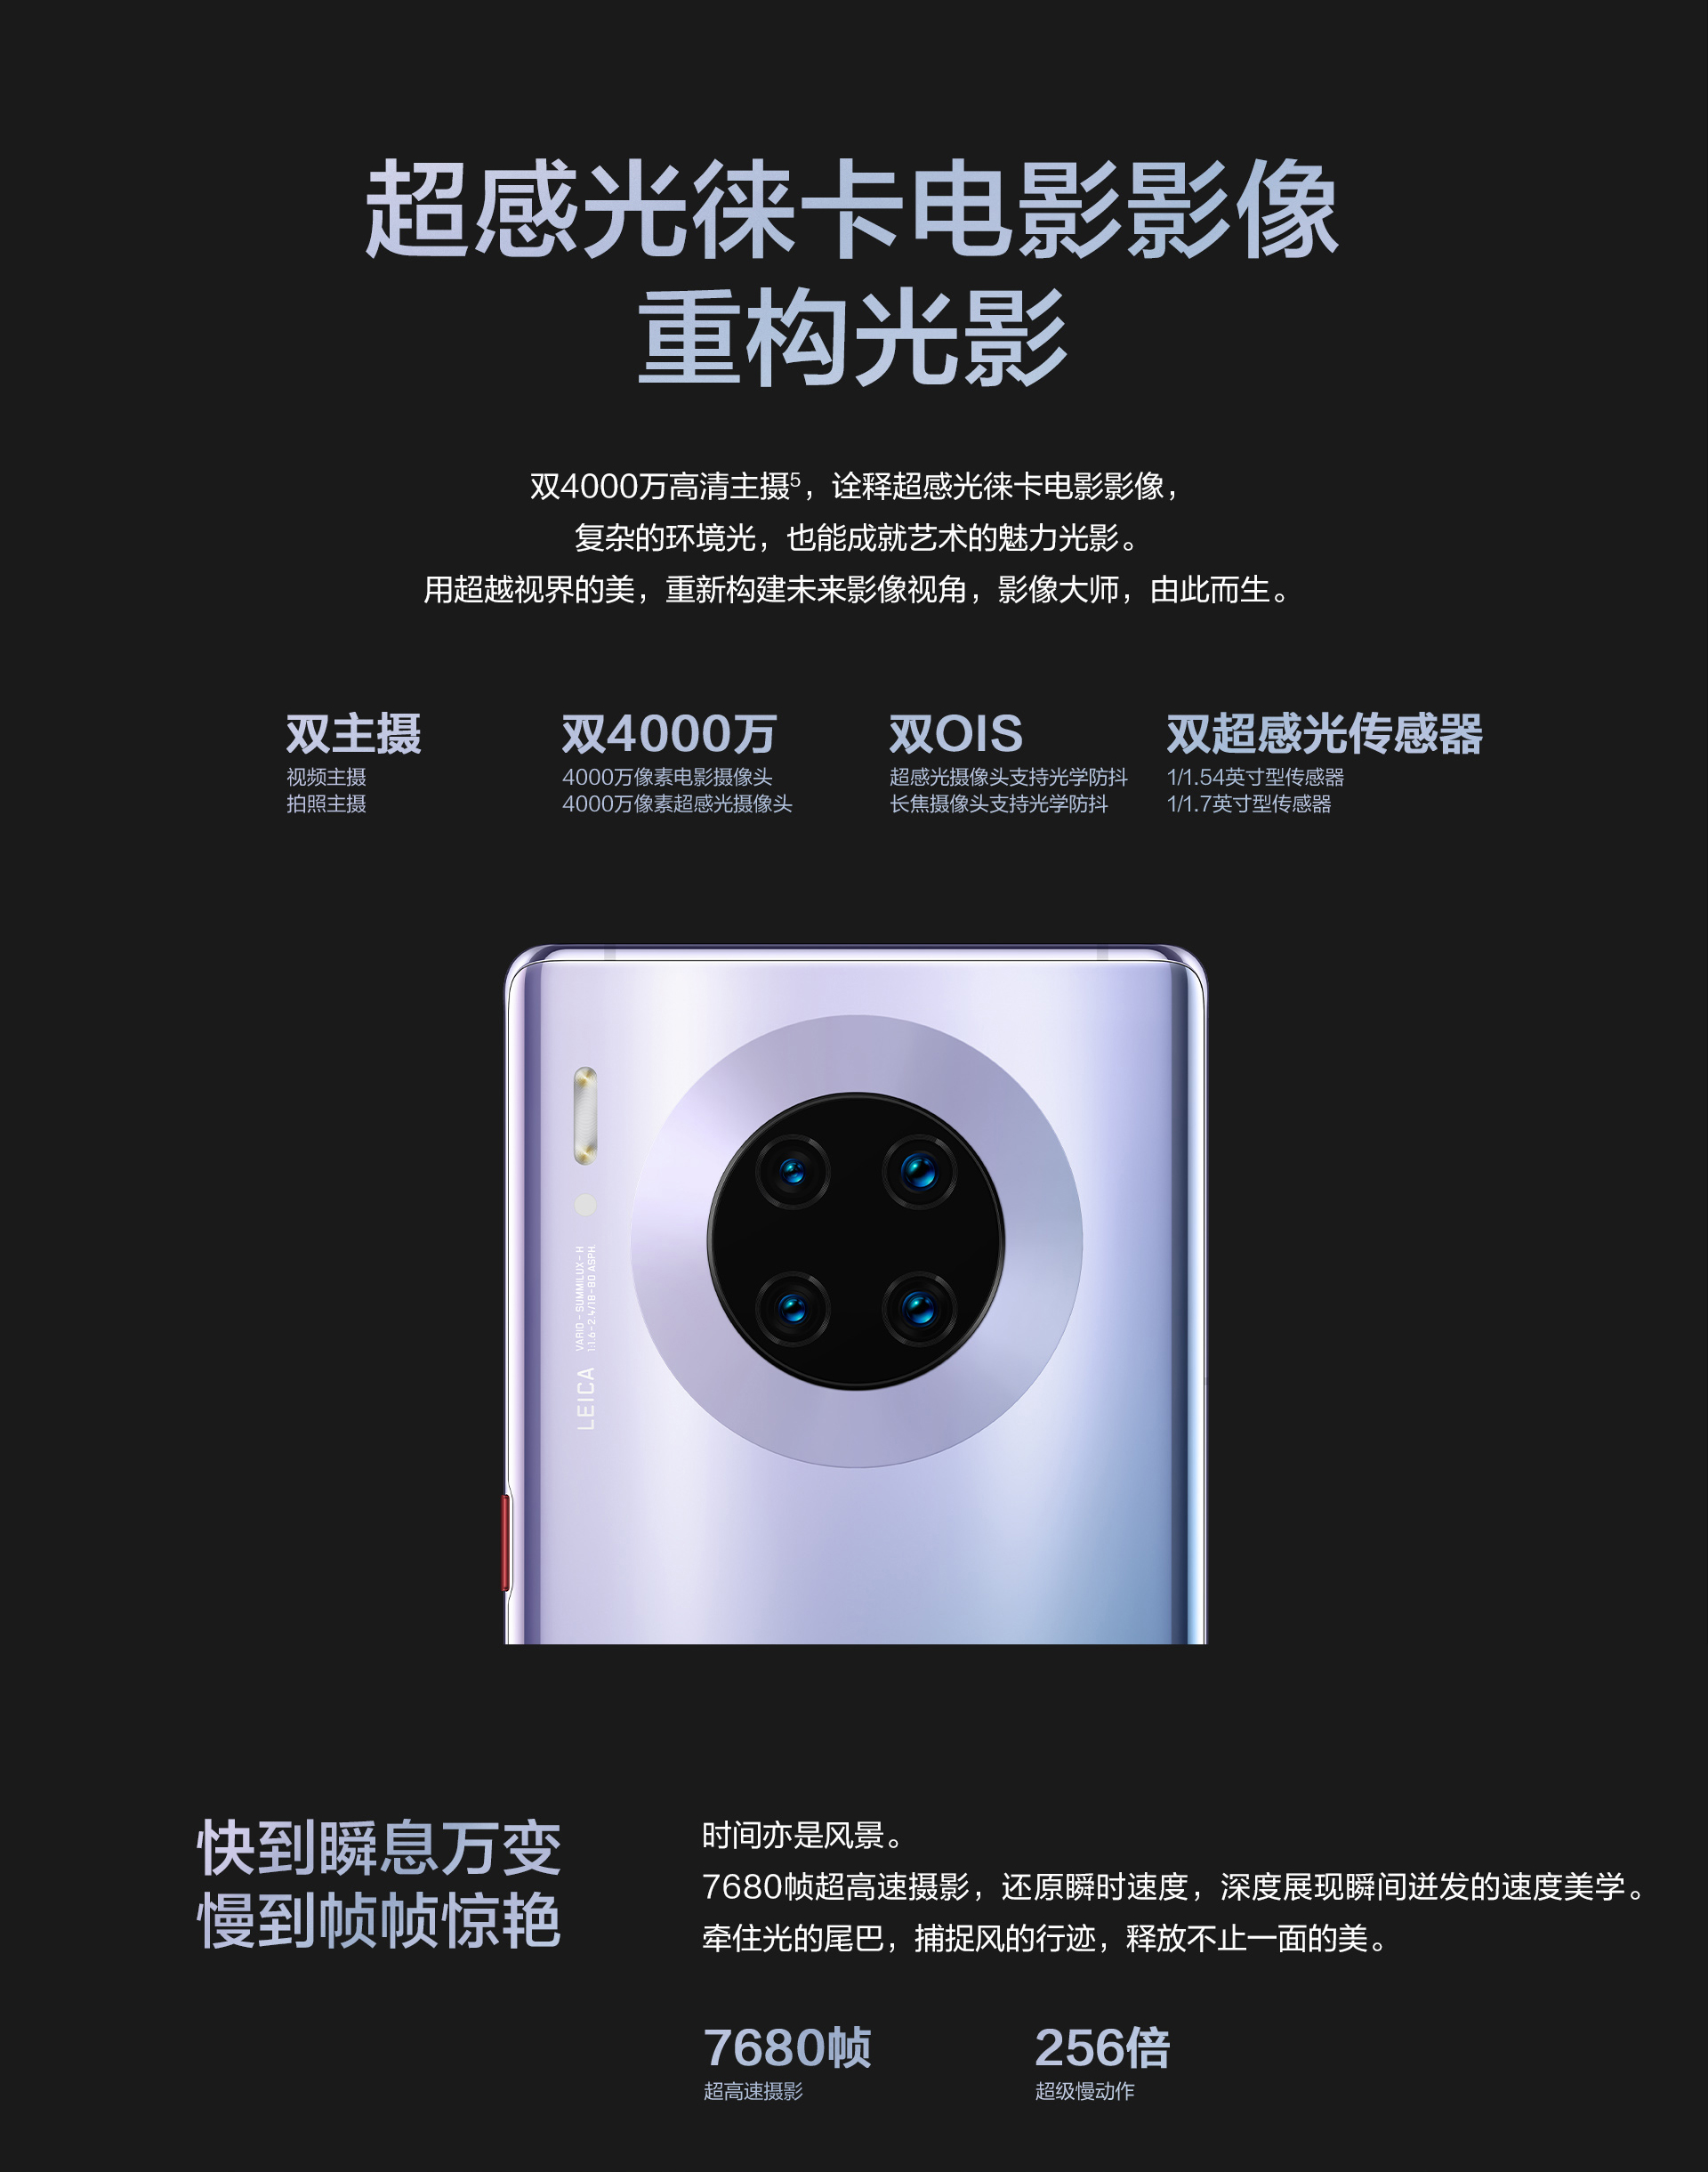 超感光徕卡电影影像
重构光影
双4000万高清主摄⁵，诠释超感光徕卡电影影像，
复杂的环境光，也能成就艺术的魅力光影。
用超越视界的美，重新构建未来影像视角，影像大师，由此而生。
双主摄
视频主摄
拍照主摄
双4000万
4000万像素电影摄像头
4000万像素超感光摄像头
双OIS
超感光摄像头支持光学防抖
长焦摄像头支持光学防抖
双超感光传感器
1/1.54英寸型传感器
1/1.7英寸型传感器
LEICA
VARIO-SUMMILUX-H
1:1.6-2.4/18-80 ASPH.
快到瞬息万变
慢到帧帧惊艳
时间亦是风景。
7680帧超高速摄影，还原瞬时速度，深度展现瞬间迸发的速度美学。
牵住光的尾巴，捕捉风的行迹，释放不止一面的美。
7680帧
超高速摄影
256倍
超级慢动作